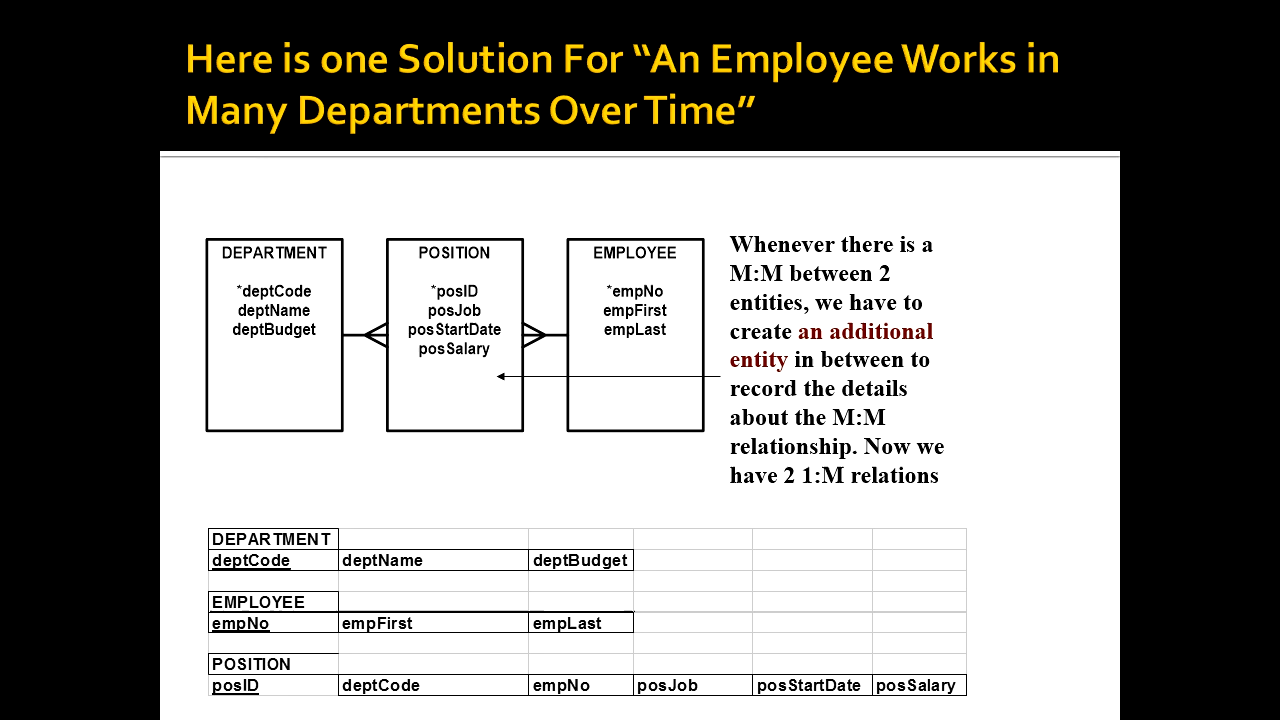 Here is one Solution For “An Employee Works in
Many Departments Over Time”
DEPARTMENT
*deptCode
deptName
deptBudget
POSITION
*posID
posJob
posStartDate
posSalary
EMPLOYEE
*empNo
empFirst
empLast
Whenever there is a
M:M between 2
entities, we have to
create an additional
entity in between to
record the details
about the M:M
relationship. Now we
have 2 1:M relations
DEPARTMENT
deptCode deptName deptBudget
EMPLOYEE
empNo empFirst empLast
POSITION
posID deptCode empNo posJob posStartDate posSalary